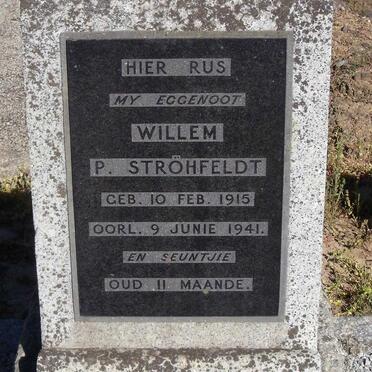 HIER RUS
MY EGGENOOT
WILLEM
P. STRÖHFELDT
GEB. 10 FEB. 1915
OORL. 9 JUNIE 1941.
EN SEUNTJIE
OUD 11 MAANDE.